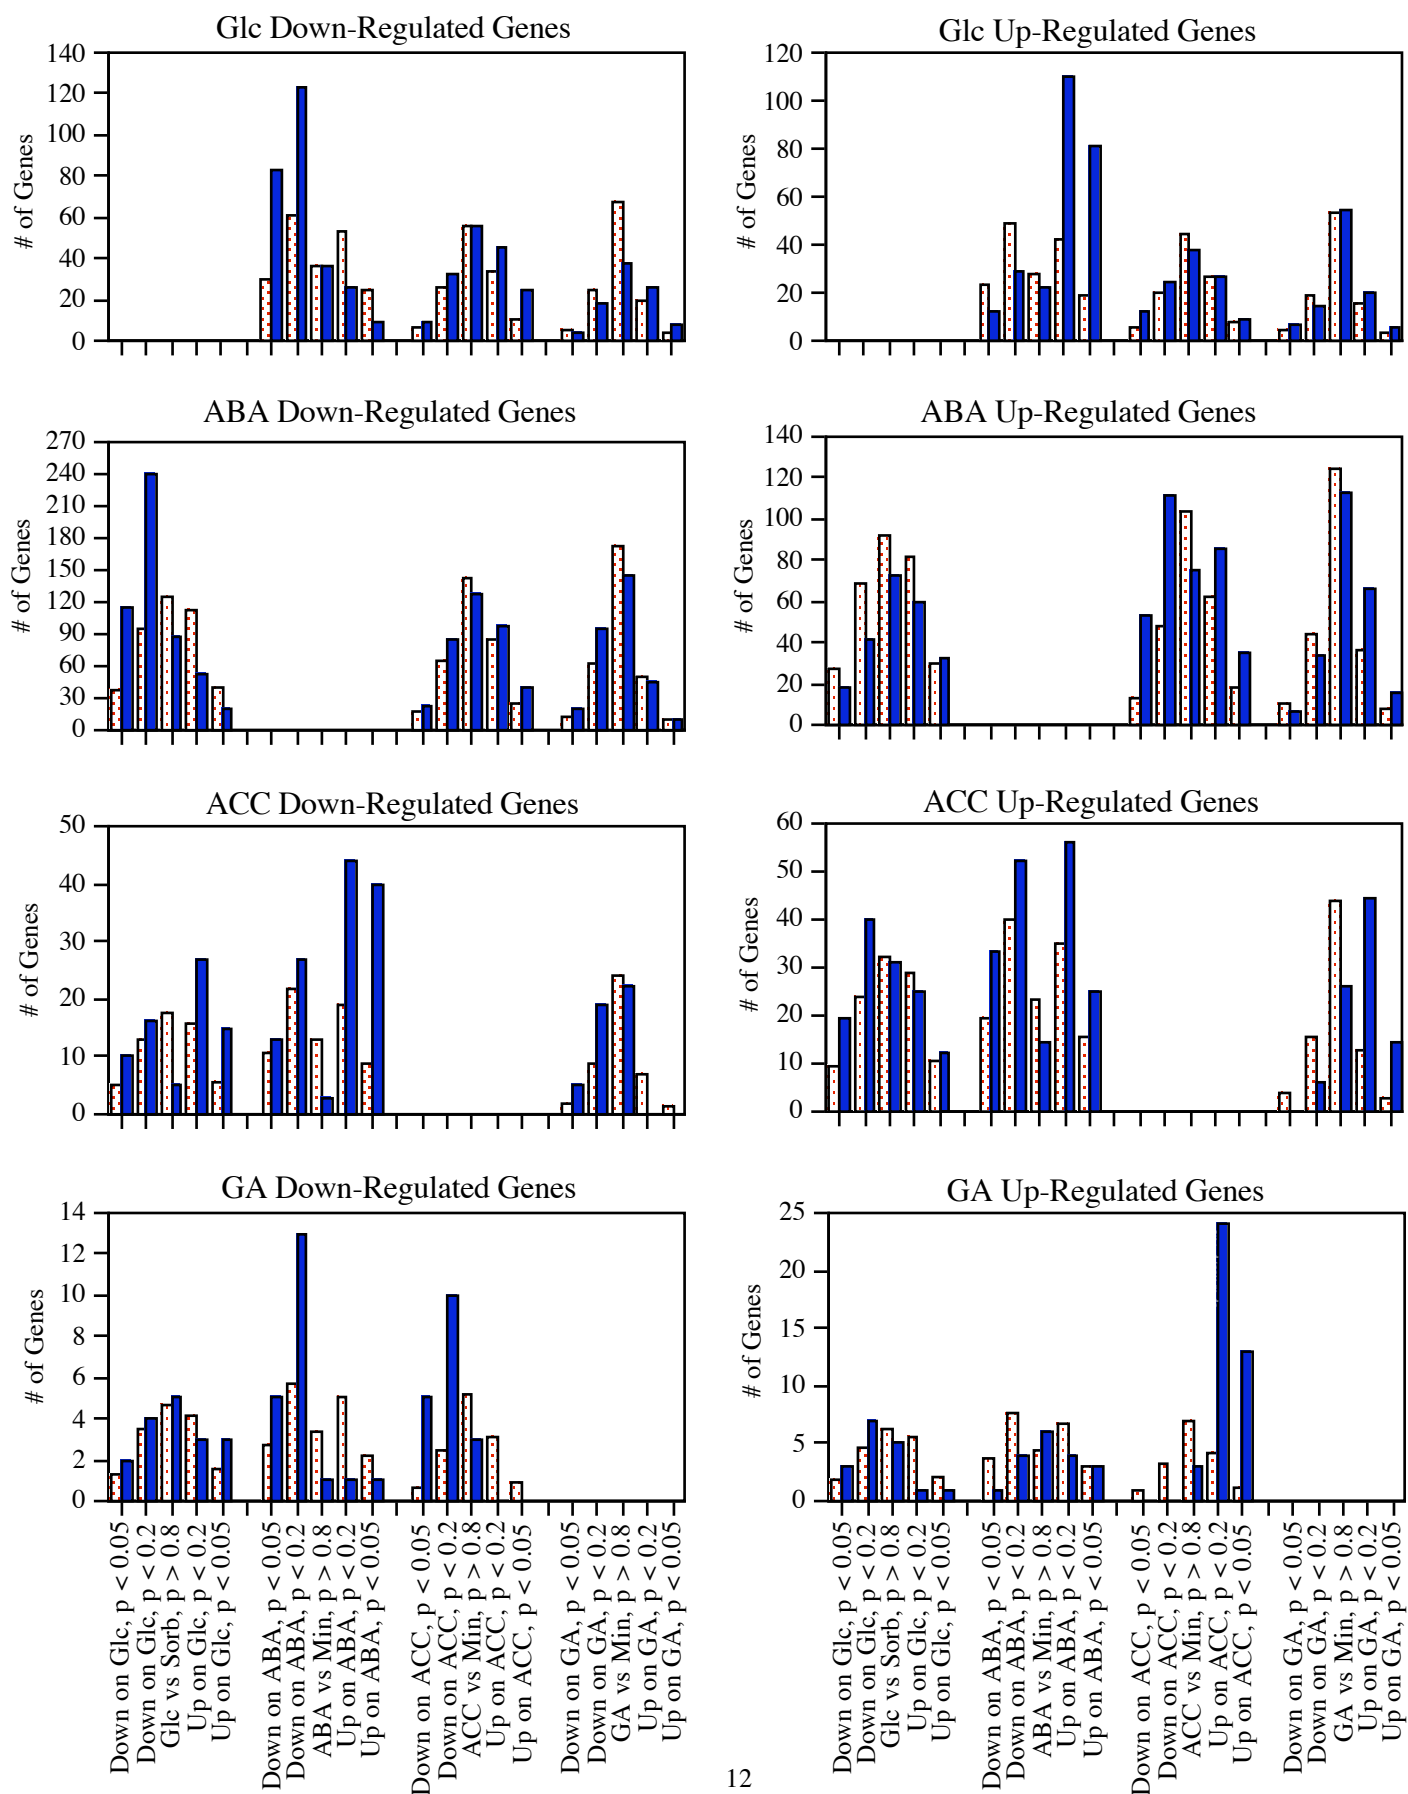 Glc Down-Regulated Genes
140
120
100
80
60
40
20
0
# of Genes
Glc Up-Regulated Genes
120
100
80
60
40
20
0
# of Genes
ABA Down-Regulated Genes
270
240
210
180
150
120
90
60
30
0
# of Genes
ABA Up-Regulated Genes
140
120
100
80
60
40
20
0
# of Genes
ACC Down-Regulated Genes
50
40
30
20
10
0
# of Genes
ACC Up-Regulated Genes
60
50
40
30
20
10
0
# of Genes
GA Down-Regulated Genes
14
12
10
8
6
4
2
0
# of Genes
GA Up-Regulated Genes
25
20
15
10
5
0
# of Genes
Down on Glc, p < 0.05
Down on Glc, p < 0.2
Glc vs Sorb, p > 0.8
Up on Glc, p < 0.2
Up on Glc, p < 0.05
Down on ABA, p < 0.05
Down on ABA, p < 0.2
ABA vs Min, p > 0.8
Up on ABA, p < 0.2
Up on ABA, p < 0.05
Down on ACC, p < 0.05
Down on ACC, p < 0.2
ACC vs Min, p > 0.8
Up on ACC, p < 0.2
Up on ACC, p < 0.05
Down on GA, p < 0.05
Down on GA, p < 0.2
GA vs Min, p > 0.8
Up on GA, p < 0.2
Up on GA, p < 0.05
Down on Glc, p < 0.05
Down on Glc, p < 0.2
Glc vs Sorb, p > 0.8
Up on Glc, p < 0.2
Up on Glc, p < 0.05
Down on ABA, p < 0.05
Down on ABA, p < 0.2
ABA vs Min, p > 0.8
Up on ABA, p < 0.2
Up on ABA, p < 0.05
Down on ACC, p < 0.05
Down on ACC, p < 0.2
ACC vs Min, p > 0.8
Up on ACC, p < 0.2
Up on ACC, p < 0.05
Down on GA, p < 0.05
Down on GA, p < 0.2
GA vs Min, p > 0.8
Up on GA, p < 0.2
Up on GA, p < 0.05
12